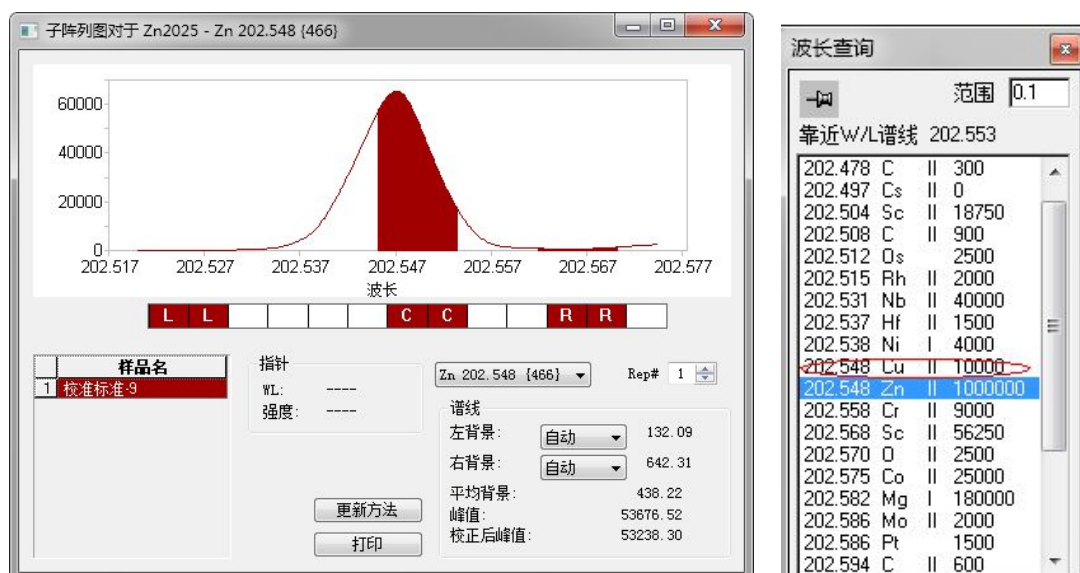 子阵列图对于 Zn2025 - Zn 202.548 {466}
60000
40000
20000
0
202.517 202.527 202.537 202.547 202.557 202.567 202.577
波长
L L C C R R
样品名
1 校准标准-9
指针
WL: ----
强度: ----
更新方法
打印
Zn 202.548 {466} Rep# 1
谱线
左背景: 自动 132.09
右背景: 自动 642.31
平均背景: 438.22
峰值: 53676.52
校正后峰值: 53238.30
波长查询
范围 0.1
靠近W/L谱线 202.553
202.478 C II 300
202.497 Cs II 0
202.504 Sc II 18750
202.508 C II 900
202.512 Os 2500
202.515 Rh II 2000
202.531 Nb II 40000
202.537 Hf II 1500
202.538 Ni I 4000
202.548 Cu II 10000
202.548 Zn II 1000000
202.558 Cr II 9000
202.568 Sc II 56250
202.570 O II 2500
202.575 Co II 25000
202.582 Mg I 180000
202.586 Mo II 2000
202.586 Pt 1500
202.594 C II 600